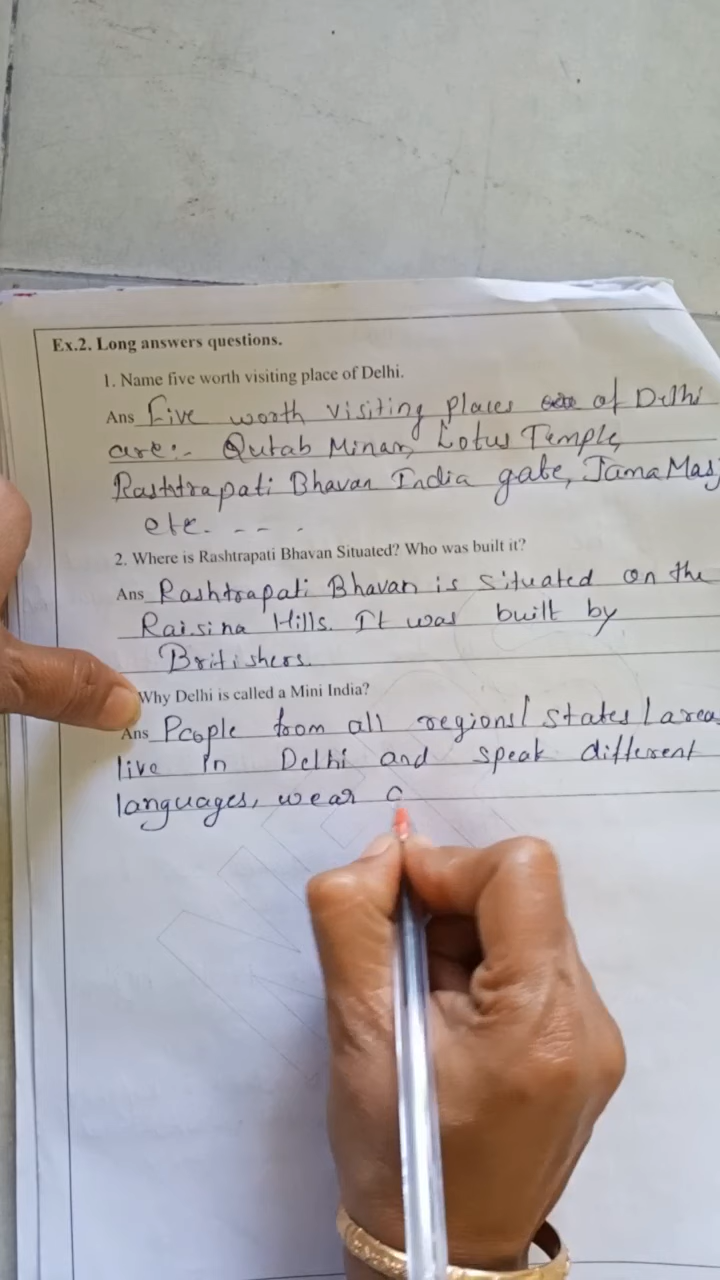 Ex.2. Long answers questions.
1. Name five worth visiting place of Delhi.
Ans Five worth visiting places of Delhi
are:- Qutab Minar, Lotus Temple,
Rashtrapati Bhavan India gate, Jama Masj
etc. - - - .
2. Where is Rashtrapati Bhavan Situated? Who was built it?
Ans Rashtrapati Bhavan is situated on the
Raisina Hills. It was built by
Britishers.
Why Delhi is called a Mini India?
Ans People from all regions/states/area
live in Delhi and speak different
languages, wear c